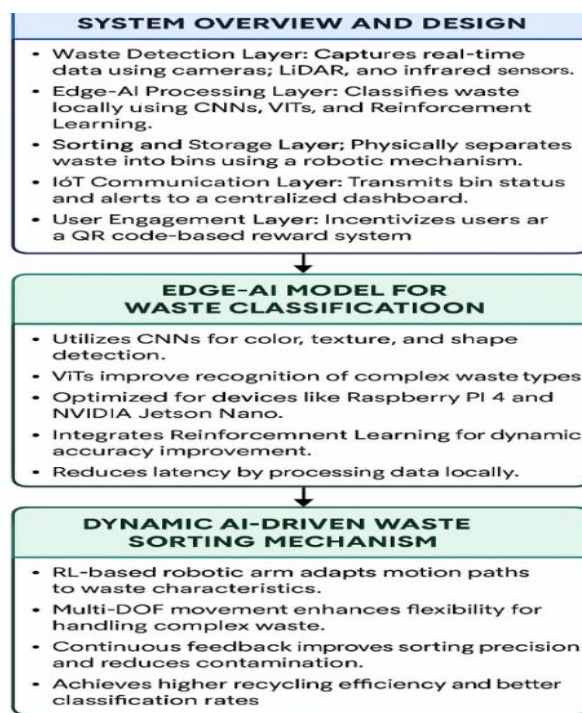 SYSTEM OVERVIEW AND DESIGN
• Waste Detection Layer: Captures real-time
data using cameras; LiDAR, ano infrared sensors.
• Edge-AI Processing Layer: Classifies waste
locally using CNNs, VITs, and Reinforcement
Learning.
• Sorting and Storage Layer; Physically separates
waste into bins using a robotic mechanism.
• IóT Communication Layer: Transmits bin status
and alerts to a centralized dashboard.
• User Engagement Layer: Incentivizes users ar
a QR code-based reward system
EDGE-AI MODEL FOR
WASTE CLASSIFICATIOON
• Utilizes CNNs for color, texture, and shape
detection.
• ViTs improve recognition of complex waste types
• Optimized for devices like Raspberry PI 4 and
NVIDIA Jetson Nano.
• Integrates Reinforcemnent Learning for dynamic
accuracy improvement.
• Reduces latency by processing data locally.
DYNAMIC AI-DRIVEN WASTE
SORTING MECHANISM
• RL-based robotic arm adapts motion paths
to waste characteristics.
• Multi-DOF movement enhances flexibility for
handling complex waste.
• Continuous feedback improves sorting precision
and reduces contamination.
• Achieves higher recycling efficiency and better
classification rates